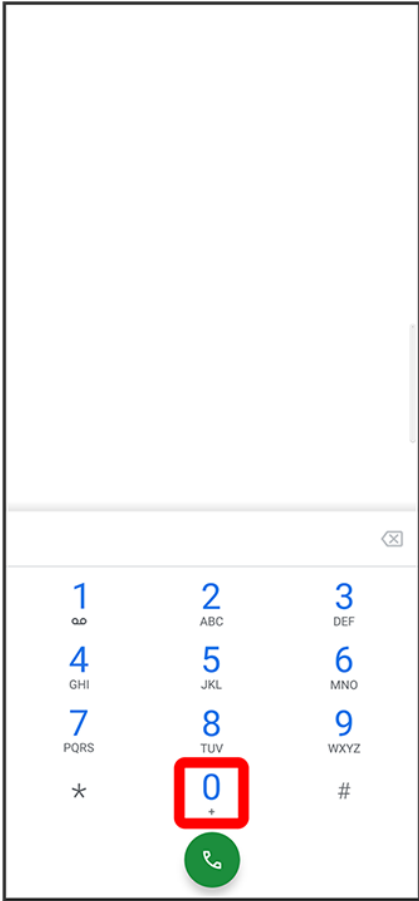 1 2 3
ABC DEF
4 5 6
GHI JKL MNO
7 8 9
PQRS TUV WXYZ
* 0 #
+